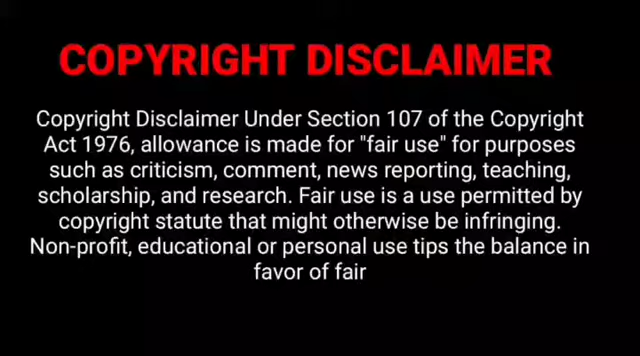 COPYRIGHT DISCLAIMER
Copyright Disclaimer Under Section 107 of the Copyright
Act 1976, allowance is made for "fair use" for purposes
such as criticism, comment, news reporting, teaching,
scholarship, and research. Fair use is a use permitted by
copyright statute that might otherwise be infringing.
Non-profit, educational or personal use tips the balance in
favor of fair